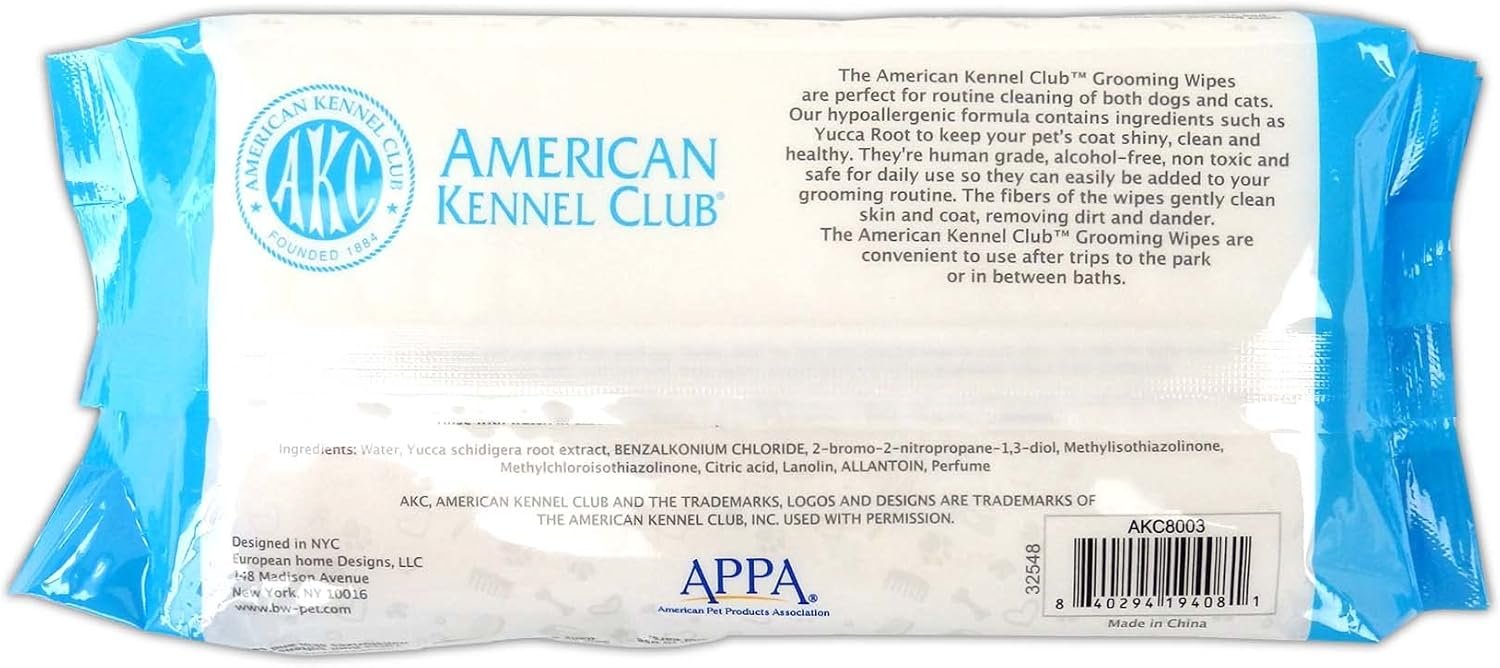 AMERICAN KENNEL CLUB
AKC
FOUNDED 1884
AMERICAN
KENNEL CLUB®
The American Kennel Club™ Grooming Wipes
are perfect for routine cleaning of both dogs and cats.
Our hypoallergenic formula contains ingredients such as
Yucca Root to keep your pet's coat shiny, clean and
healthy. They're human grade, alcohol-free, non toxic and
safe for daily use so they can easily be added to your
grooming routine. The fibers of the wipes gently clean
skin and coat, removing dirt and dander.
The American Kennel Club™ Grooming Wipes are
convenient to use after trips to the park
or in between baths.
Ingredients: Water, Yucca schidigera root extract, BENZALKONIUM CHLORIDE, 2-bromo-2-nitropropane-1,3-diol, Methylisothiazolinone,
Methylchloroisothiazolinone, Citric acid, Lanolin, ALLANTOIN, Perfume
AKC, AMERICAN KENNEL CLUB AND THE TRADEMARKS, LOGOS AND DESIGNS ARE TRADEMARKS OF
THE AMERICAN KENNEL CLUB, INC. USED WITH PERMISSION.
Designed in NYC
European home Designs, LLC
148 Madison Avenue
New York, NY 10016
www.bw-pet.com
APPA®
American Pet Products Association
32548
AKC8003
8 40294 19408 1
Made in China